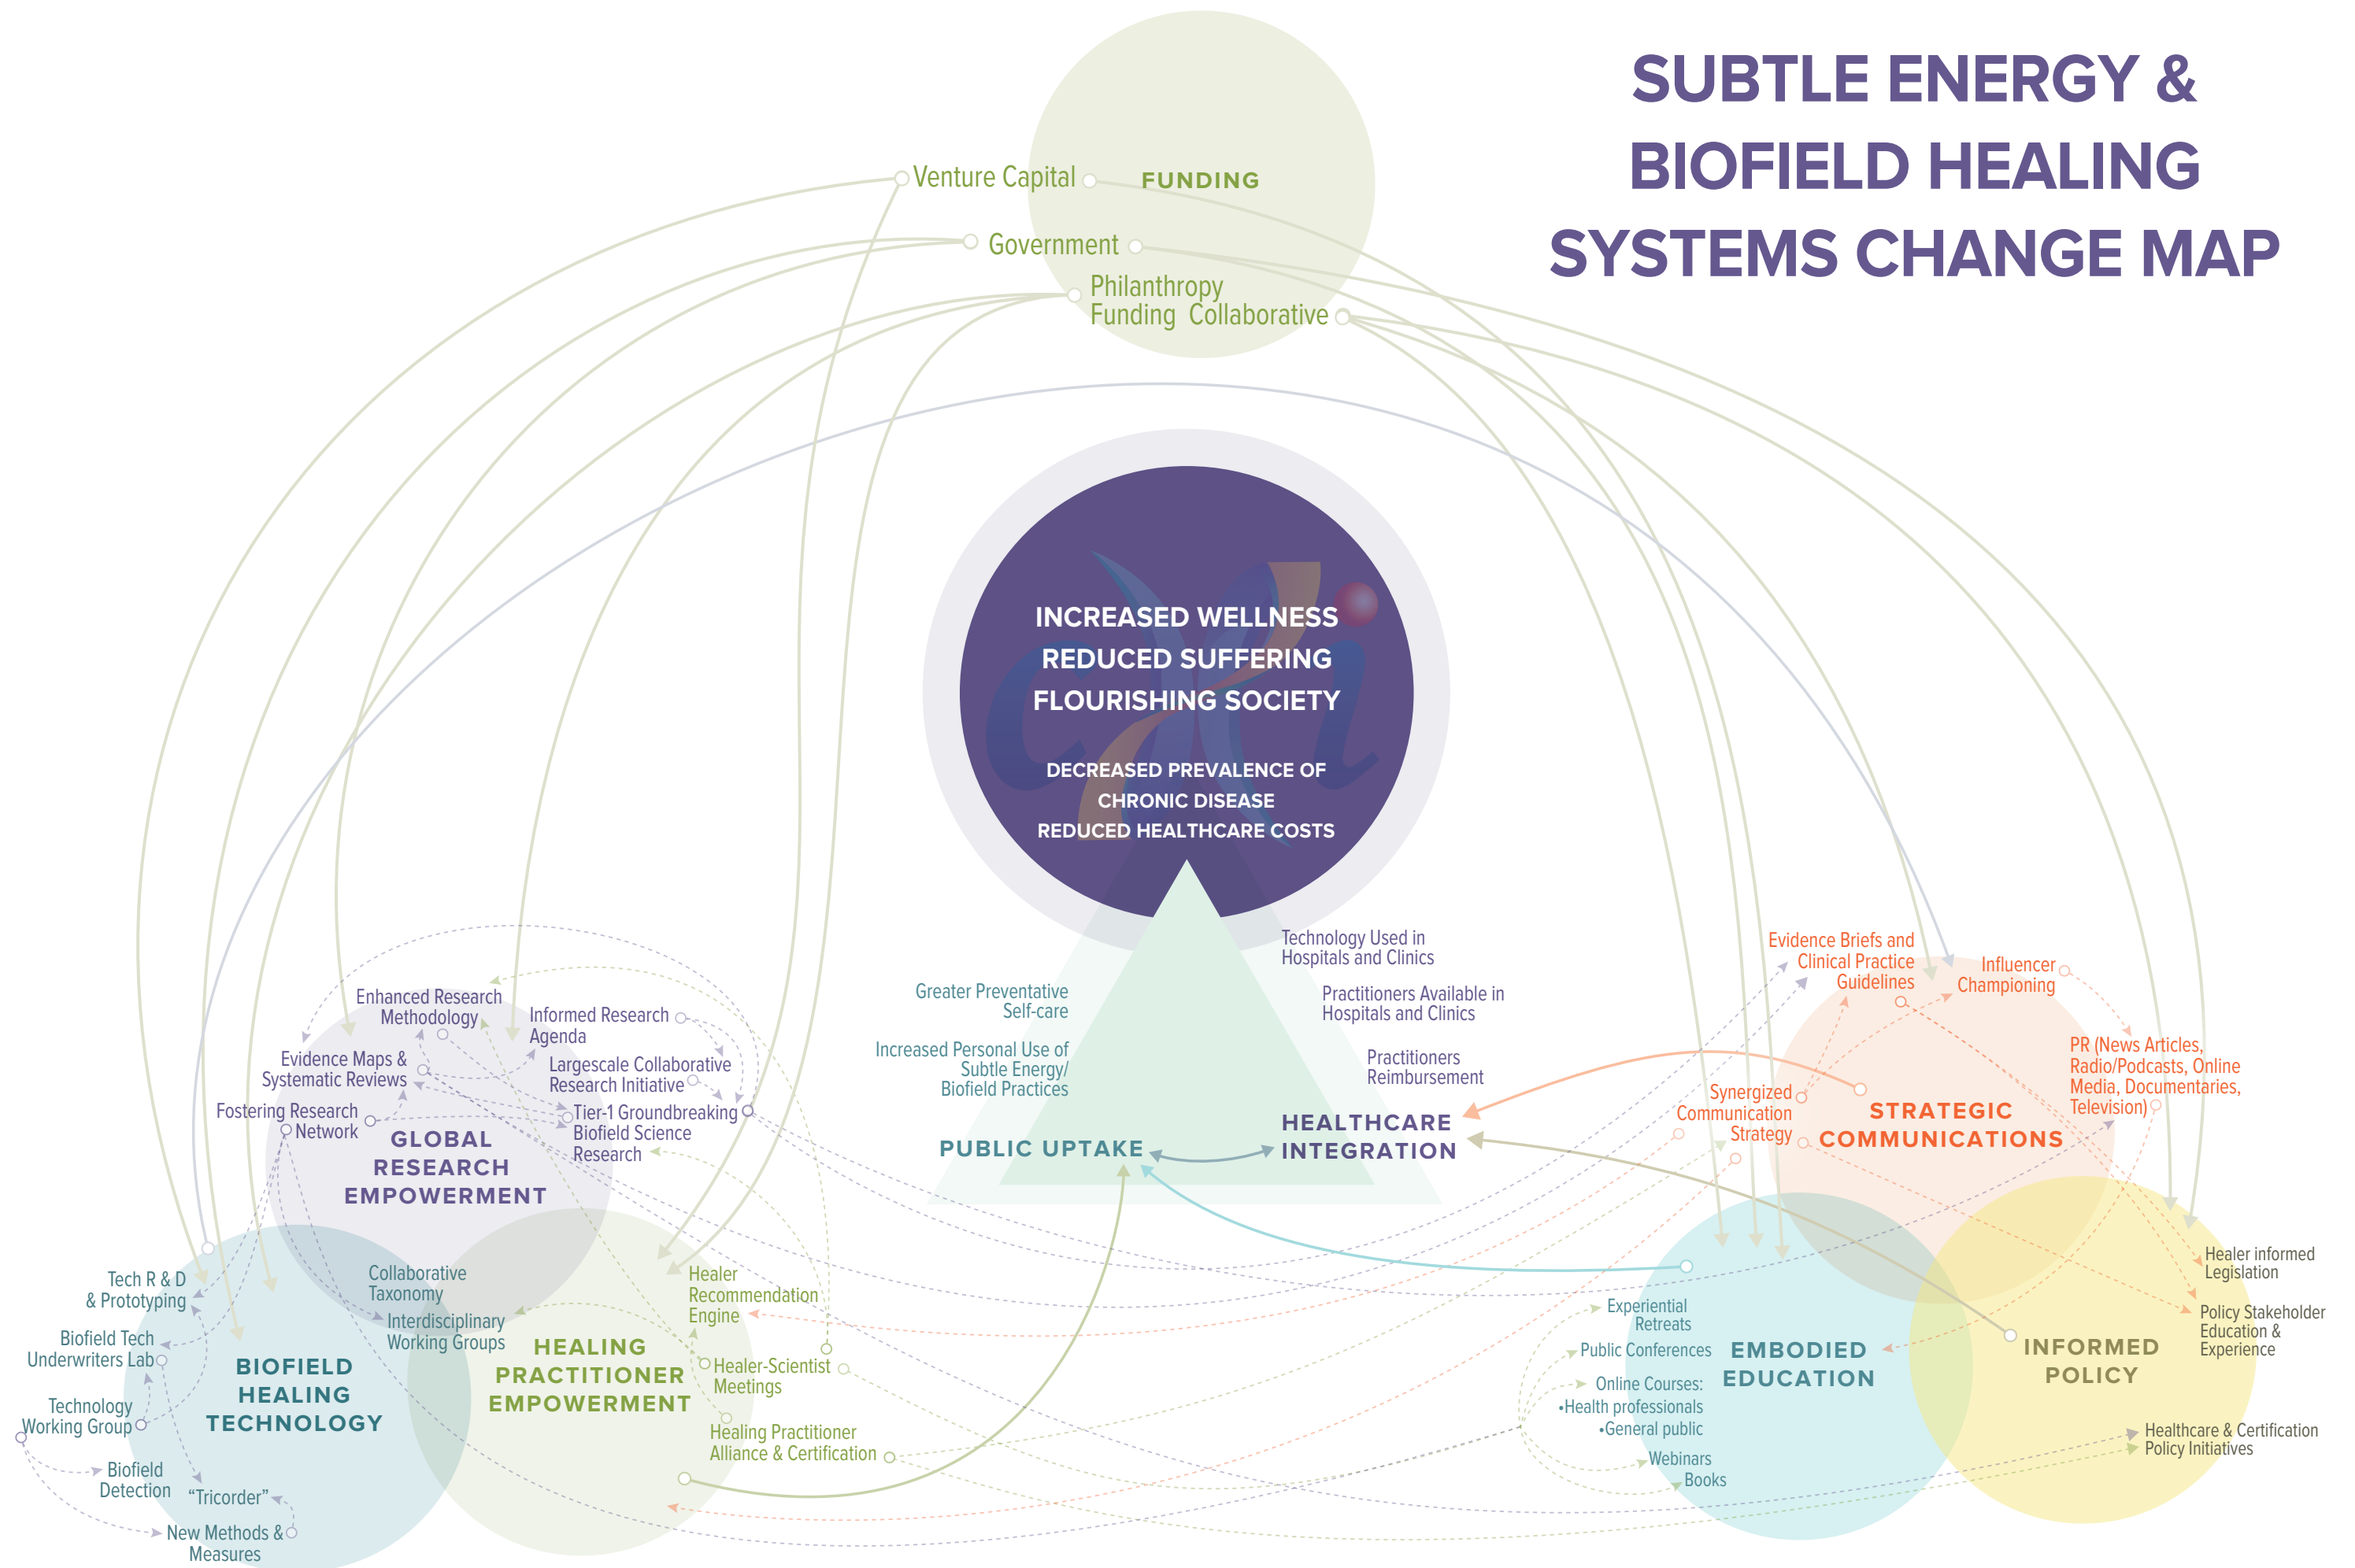 SUBTLE ENERGY &
BIOFIELD HEALING
SYSTEMS CHANGE MAP
Venture Capital
FUNDING
Government
Philanthropy
Funding Collaborative
INCREASED WELLNESS
REDUCED SUFFERING
FLOURISHING SOCIETY
DECREASED PREVALENCE OF
CHRONIC DISEASE
REDUCED HEALTHCARE COSTS
Technology Used in
Hospitals and Clinics
Practitioners Available in
Hospitals and Clinics
Practitioners
Reimbursement
Greater Preventative
Self-care
Increased Personal Use of
Subtle Energy/
Biofield Practices
PUBLIC UPTAKE
HEALTHCARE
INTEGRATION
Enhanced Research
Methodology
Informed Research
Agenda
Evidence Maps &
Systematic Reviews
Largescale Collaborative
Research Initiative
Fostering Research
Network
Tier-1 Groundbreaking
Biofield Science
Research
GLOBAL
RESEARCH
EMPOWERMENT
Tech R & D
& Prototyping
Collaborative
Taxonomy
Interdisciplinary
Working Groups
Biofield Tech
Underwriters Lab
BIOFIELD
HEALING
TECHNOLOGY
Technology
Working Group
Biofield
Detection
“Tricorder”
New Methods &
Measures
Healer
Recommendation
Engine
HEALING
PRACTITIONER
EMPOWERMENT
Healer-Scientist
Meetings
Healing Practitioner
Alliance & Certification
Evidence Briefs and
Clinical Practice
Guidelines
Influencer
Championing
PR (News Articles,
Radio/Podcasts, Online
Media, Documentaries,
Television)
Synergized
Communication
Strategy
STRATEGIC
COMMUNICATIONS
Experiential
Retreats
Public Conferences
Online Courses:
•Health professionals
•General public
Webinars
Books
EMBODIED
EDUCATION
INFORMED
POLICY
Healer informed
Legislation
Policy Stakeholder
Education &
Experience
Healthcare & Certification
Policy Initiatives